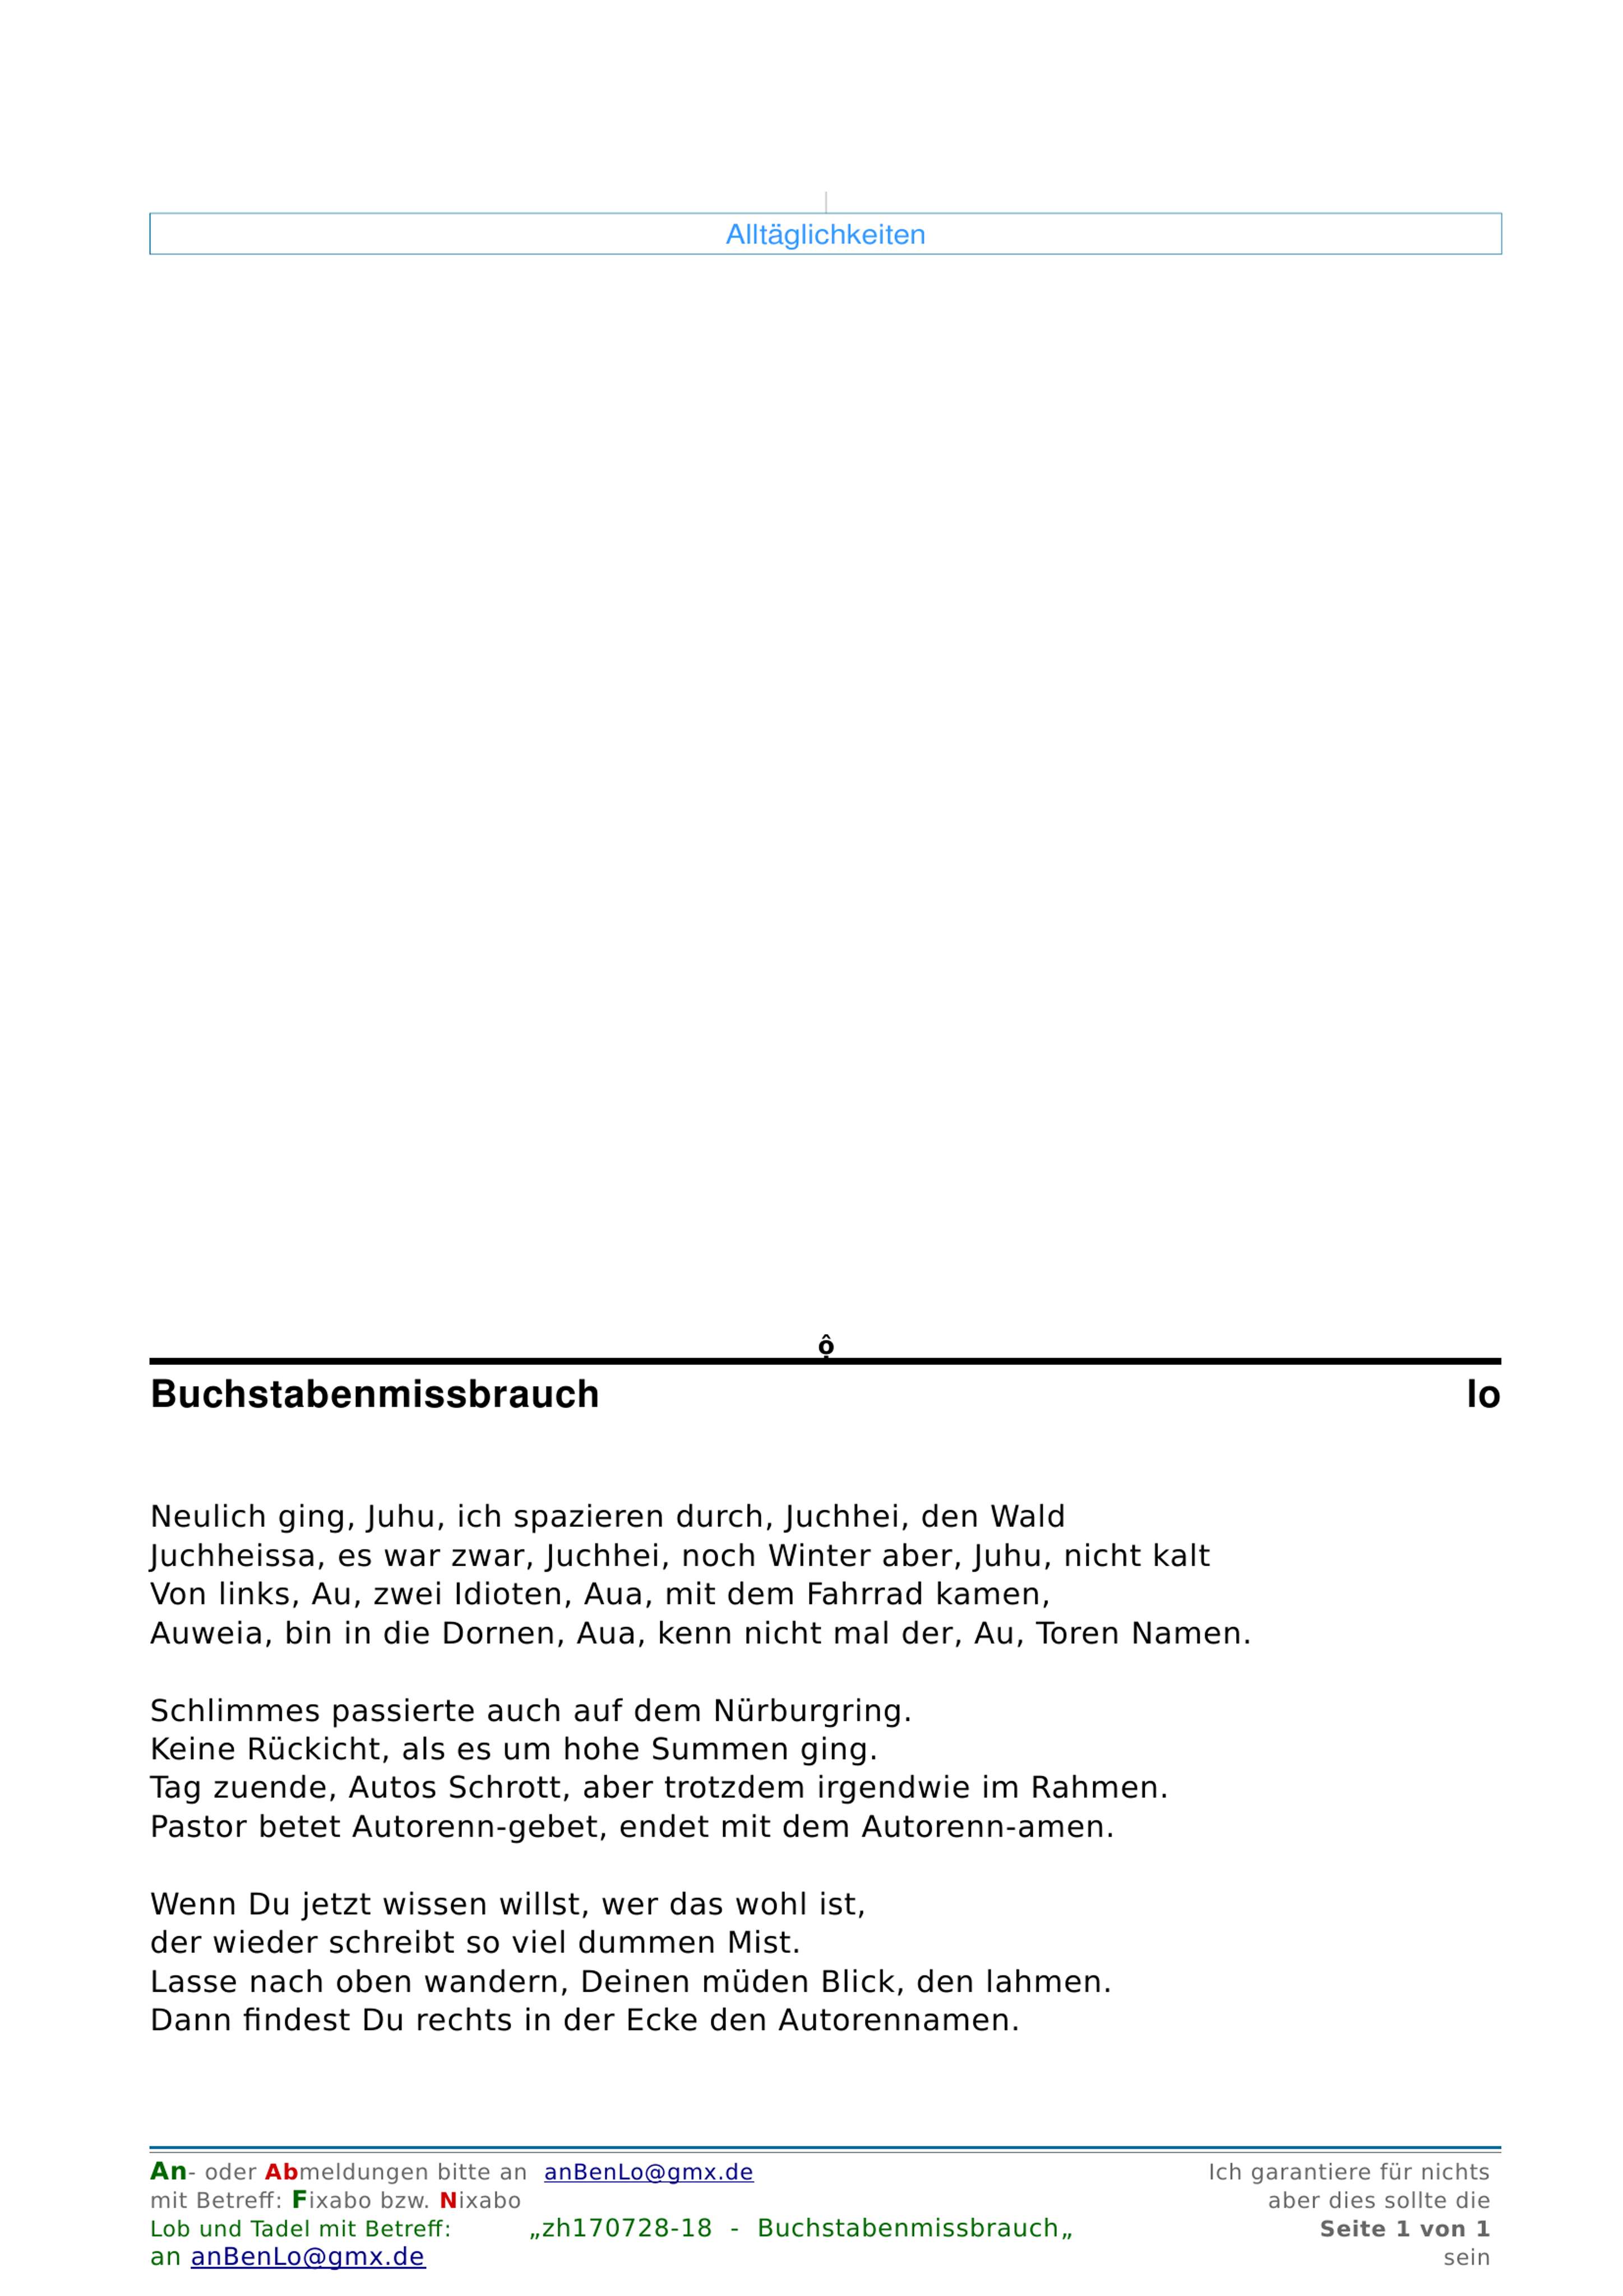 Alltäglichkeiten
ộ
Buchstabenmissbrauch lo
Neulich ging, Juhu, ich spazieren durch, Juchhei, den Wald
Juchheissa, es war zwar, Juchhei, noch Winter aber, Juhu, nicht kalt
Von links, Au, zwei Idioten, Aua, mit dem Fahrrad kamen,
Auweia, bin in die Dornen, Aua, kenn nicht mal der, Au, Toren Namen.
Schlimmes passierte auch auf dem Nürburgring.
Keine Rückicht, als es um hohe Summen ging.
Tag zuende, Autos Schrott, aber trotzdem irgendwie im Rahmen.
Pastor betet Autorenn-gebet, endet mit dem Autorenn-amen.
Wenn Du jetzt wissen willst, wer das wohl ist,
der wieder schreibt so viel dummen Mist.
Lasse nach oben wandern, Deinen müden Blick, den lahmen.
Dann findest Du rechts in der Ecke den Autorennamen.
An- oder Abmeldungen bitte an anBenLo@gmx.de Ich garantiere für nichts
mit Betreff: Fixabo bzw. Nixabo aber dies sollte die
Lob und Tadel mit Betreff: „zh170728-18 - Buchstabenmissbrauch„ Seite 1 von 1
an anBenLo@gmx.de sein